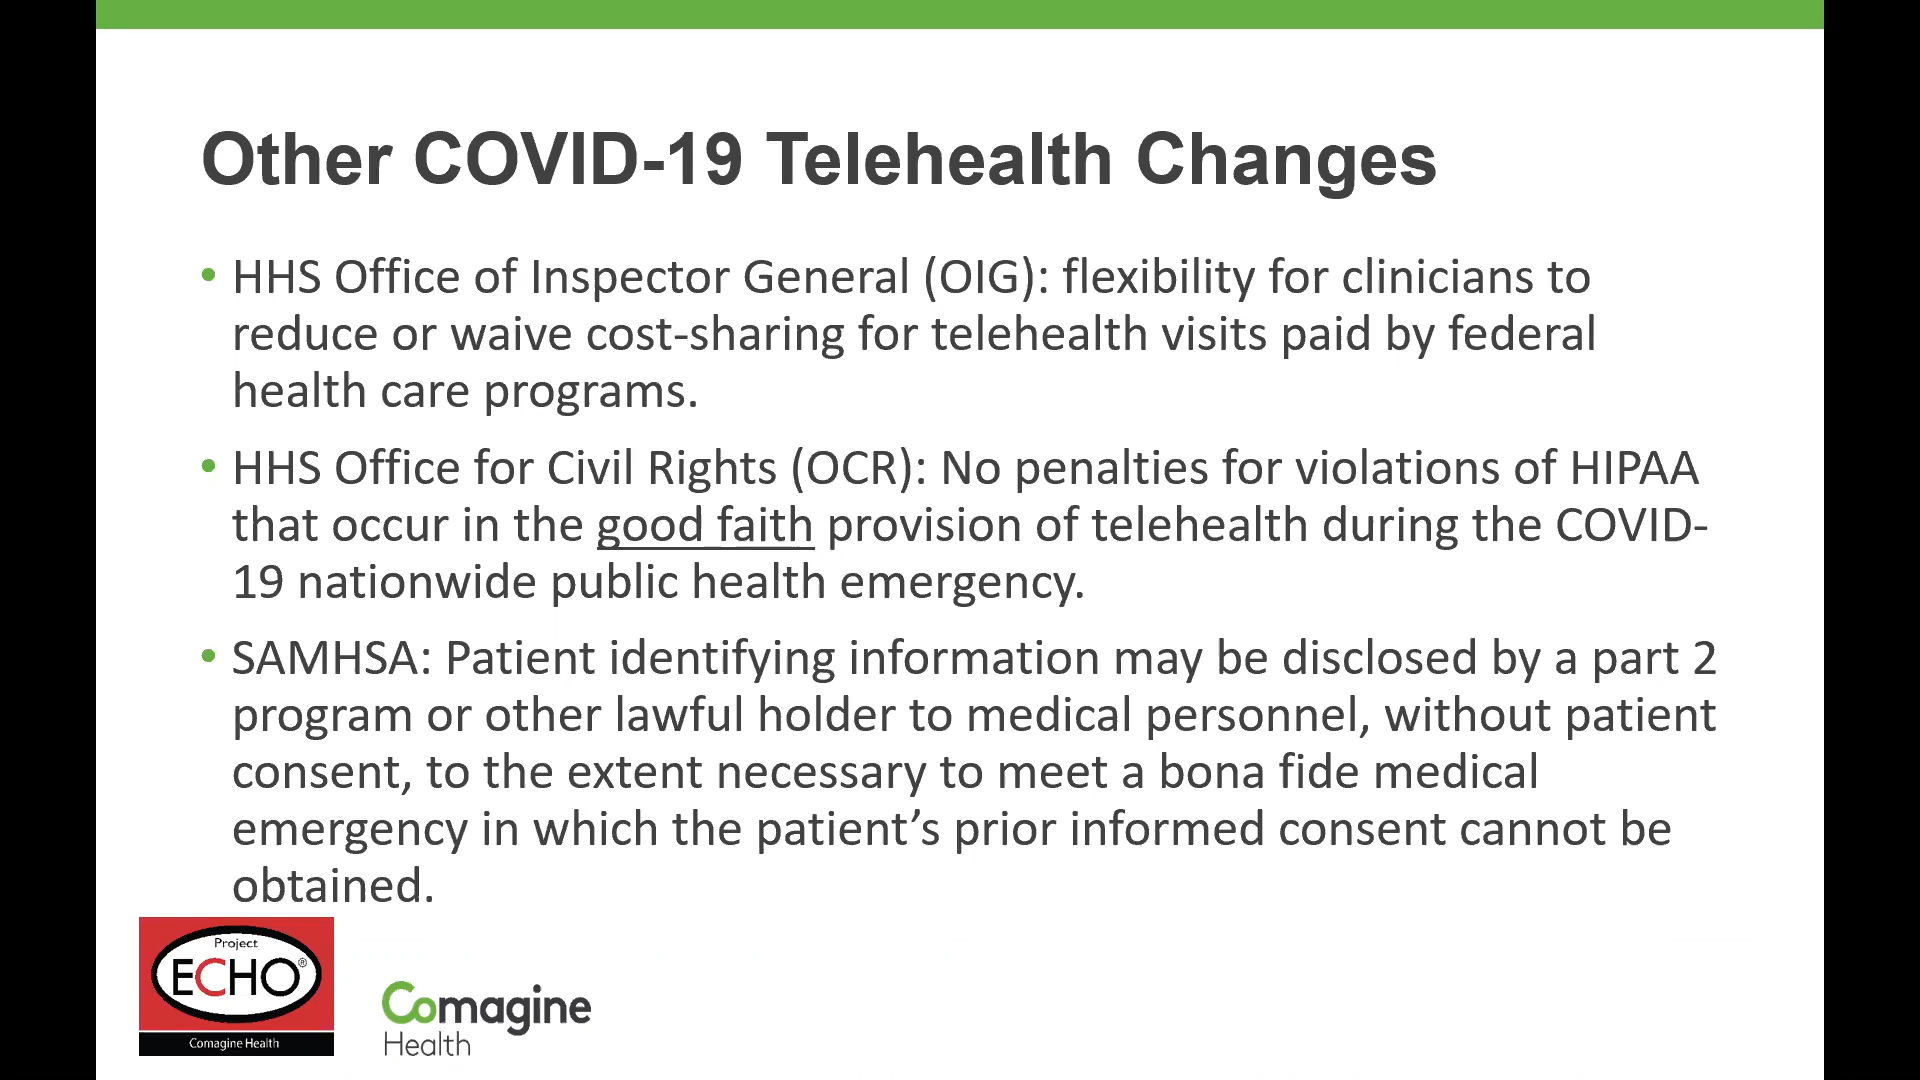 Other COVID-19 Telehealth Changes
• HHS Office of Inspector General (OIG): flexibility for clinicians to
reduce or waive cost-sharing for telehealth visits paid by federal
health care programs.
• HHS Office for Civil Rights (OCR): No penalties for violations of HIPAA
that occur in the good faith provision of telehealth during the COVID-
19 nationwide public health emergency.
• SAMHSA: Patient identifying information may be disclosed by a part 2
program or other lawful holder to medical personnel, without patient
consent, to the extent necessary to meet a bona fide medical
emergency in which the patient’s prior informed consent cannot be
obtained.
Project
ECHO®
Comagine Health
Comagine
Health